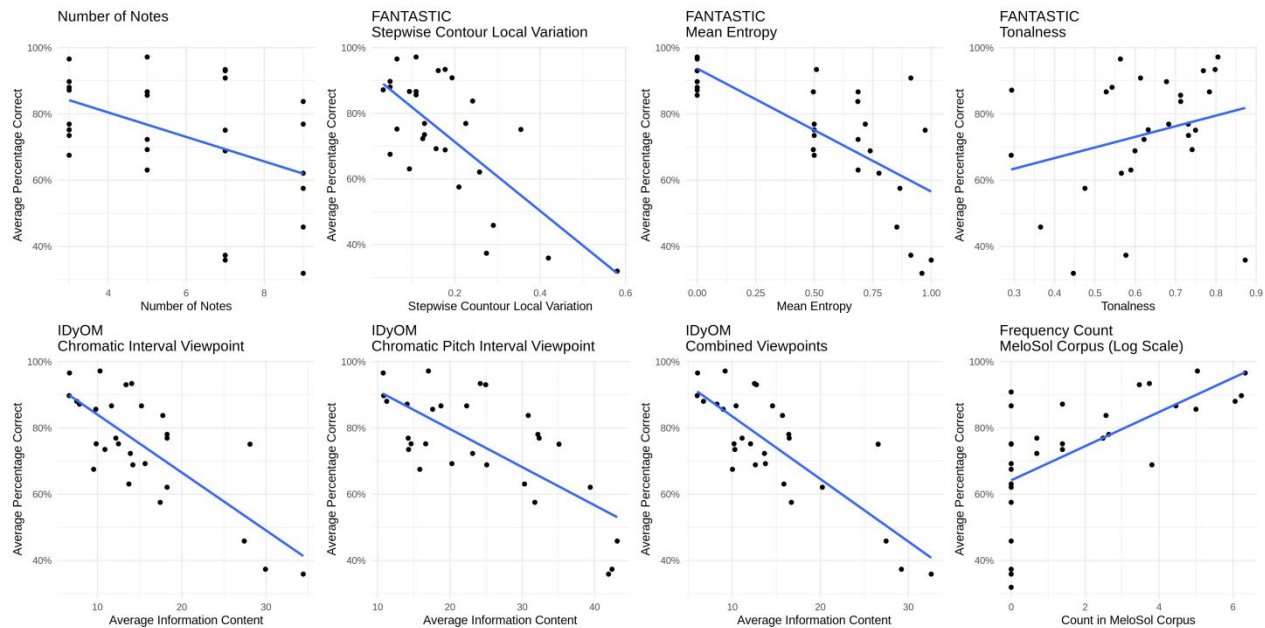 Number of Notes
Average Percentage Correct
100%
80%
60%
40%
4
6
8
Number of Notes
FANTASTIC
Stepwise Contour Local Variation
Average Percentage Correct
100%
80%
60%
40%
0.2
0.4
0.6
Stepwise Countour Local Variation
FANTASTIC
Mean Entropy
Average Percentage Correct
100%
80%
60%
40%
0.00
0.25
0.50
0.75
1.00
Mean Entropy
FANTASTIC
Tonalness
Average Percentage Correct
100%
80%
60%
40%
0.3
0.4
0.5
0.6
0.7
0.8
0.9
Tonalness
IDyOM
Chromatic Interval Viewpoint
Average Percentage Correct
100%
80%
60%
40%
10
20
30
Average Information Content
IDyOM
Chromatic Pitch Interval Viewpoint
Average Percentage Correct
100%
80%
60%
40%
10
20
30
40
Average Information Content
IDyOM
Combined Viewpoints
Average Percentage Correct
100%
80%
60%
40%
10
20
30
Average Information Content
Frequency Count
MeloSol Corpus (Log Scale)
Average Percentage Correct
100%
80%
60%
40%
0
2
4
6
Count in MeloSol Corpus